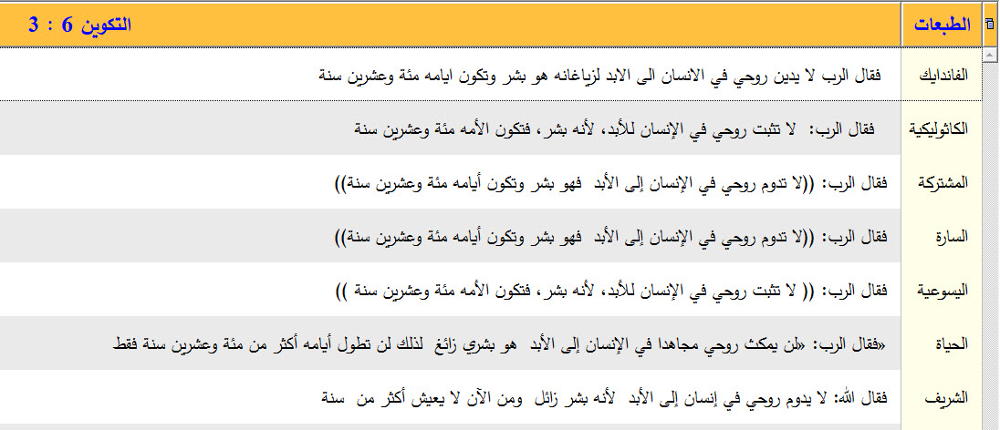 الطبعات التكوين 6 : 3
الفاندايك فقال الرب لا يدين روحي في الانسان الى الابد لزياغانه هو بشر وتكون ايامه مئة وعشرين سنة
الكاثوليكية فقال الرب: لا تثبت روحي في الإنسان للأبد، لأنه بشر، فتكون الأمه مئة وعشرين سنة
المشتركة فقال الرب: ((لا تدوم روحي في الإنسان إلى الأبد فهو بشر وتكون أيامه مئة وعشرين سنة))
السارة فقال الرب: ((لا تدوم روحي في الإنسان إلى الأبد فهو بشر وتكون أيامه مئة وعشرين سنة))
اليسوعية فقال الرب: (( لا تثبت روحي في الإنسان للأبد، لأنه بشر، فتكون الأمه مئة وعشرين سنة ))
الحياة «فقال الرب: «لن يمكث روحي مجاهدا في الإنسان إلى الأبد هو بشري زائغ لذلك لن تطول أيامه أكثر من مئة وعشرين سنة فقط
الشريف فقال الله: لا يدوم روحي في إنسان إلى الأبد لأنه بشر زائل ومن الآن لا يعيش أكثر من سنة